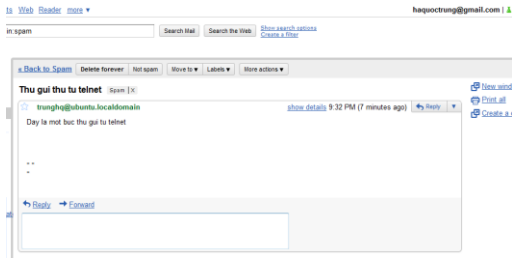 ts Web Reader more ▼
haquoctrung@gmail.com |
in:spam
Search Mail
Search the Web
Show search options
Create a filter
« Back to Spam
Delete forever
Not spam
Move to ▼
Labels ▼
More actions ▼
Thu gui thu tu telnet Spam | X
New wind
Print all
Create a
trunghq@ubuntu.localdomain
show details 9:32 PM (7 minutes ago)
Reply ▼
Day la mot buc thu gui tu telnet
Reply
Forward